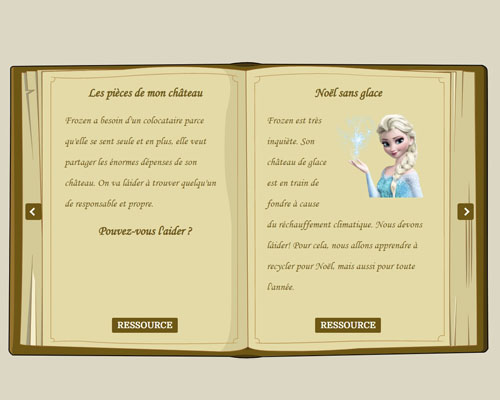 Les pièces de mon château
Frozen a besoin d'un colocataire parce
qu'elle se sent seule et en plus, elle veut
partager les énormes dépenses de son
château. On va láider à trouver quelqu'un
de responsable et propre.
Pouvez-vous l'aider ?
RESSOURCE
Noël sans glace
Frozen est très
inquiète. Son
château de glace
est en train de
fondre à cause
du réchauffement climatique. Nous devons
láider! Pour cela, nous allons apprendre à
recycler pour Noël, mais aussi pour toute
l'année.
RESSOURCE